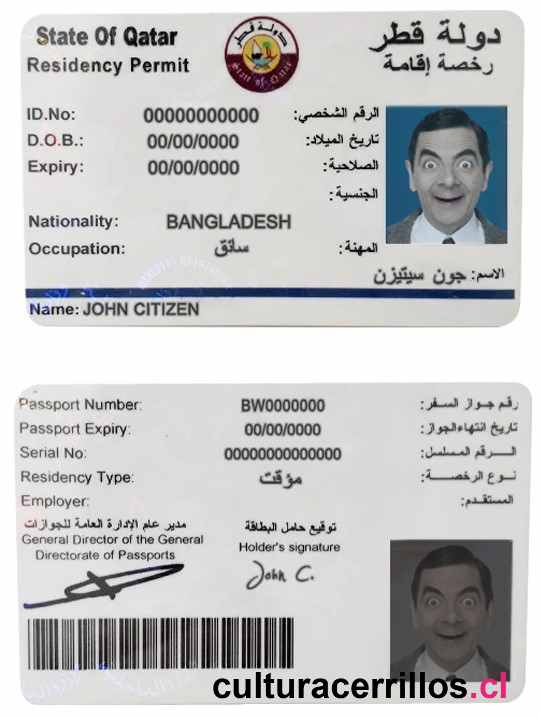 State Of Qatar
دولة قطر
Residency Permit
رخصة إقامة
دولة قطر
State of Qatar
ID.No: 00000000000 الرقم الشخصي:
D.O.B.: 00/00/0000 تاريخ الميلاد:
Expiry: 00/00/0000 الصلاحية:
الجنسية:
Nationality: BANGLADESH
Occupation: سائق المهنة:
الاسم: جون سيتيزن
Name: JOHN CITIZEN
Passport Number: BW0000000 رقم جواز السفر:
Passport Expiry: 00/00/0000 تاريخ انتهاءالجواز:
Serial No: 00000000000000 الرقم المسلسل:
Residency Type: مؤقت نوع الرخصة:
Employer: المستقدم:
مدير عام الإدارة العامة للجوازات
توقيع حامل البطاقة
General Director of the General
Directorate of Passports
Holder's signature
John C.
culturacerrillos.cl